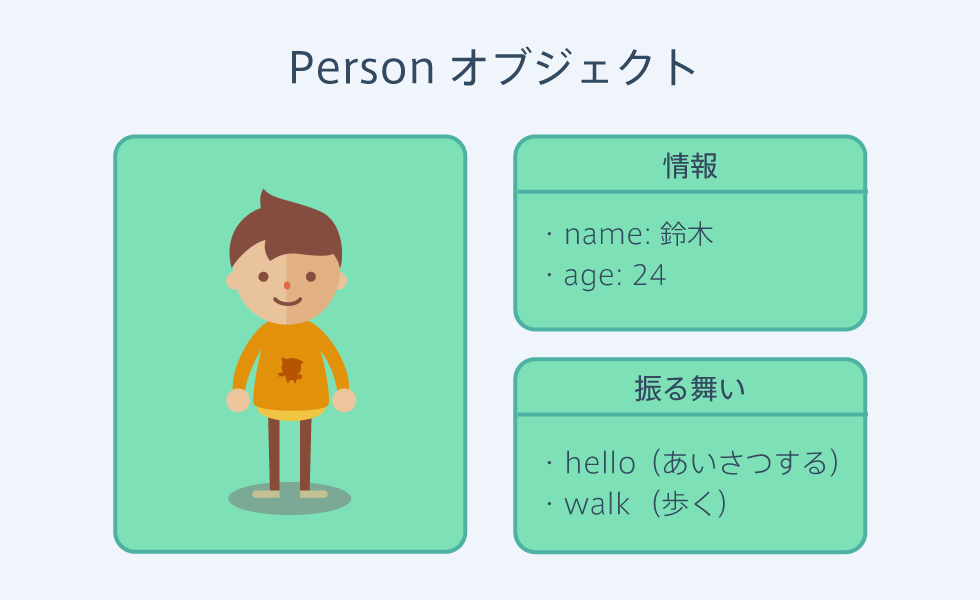 Person オブジェクト
情報
・name: 鈴木
・age: 24
振る舞い
・hello（あいさつする）
・walk（歩く）